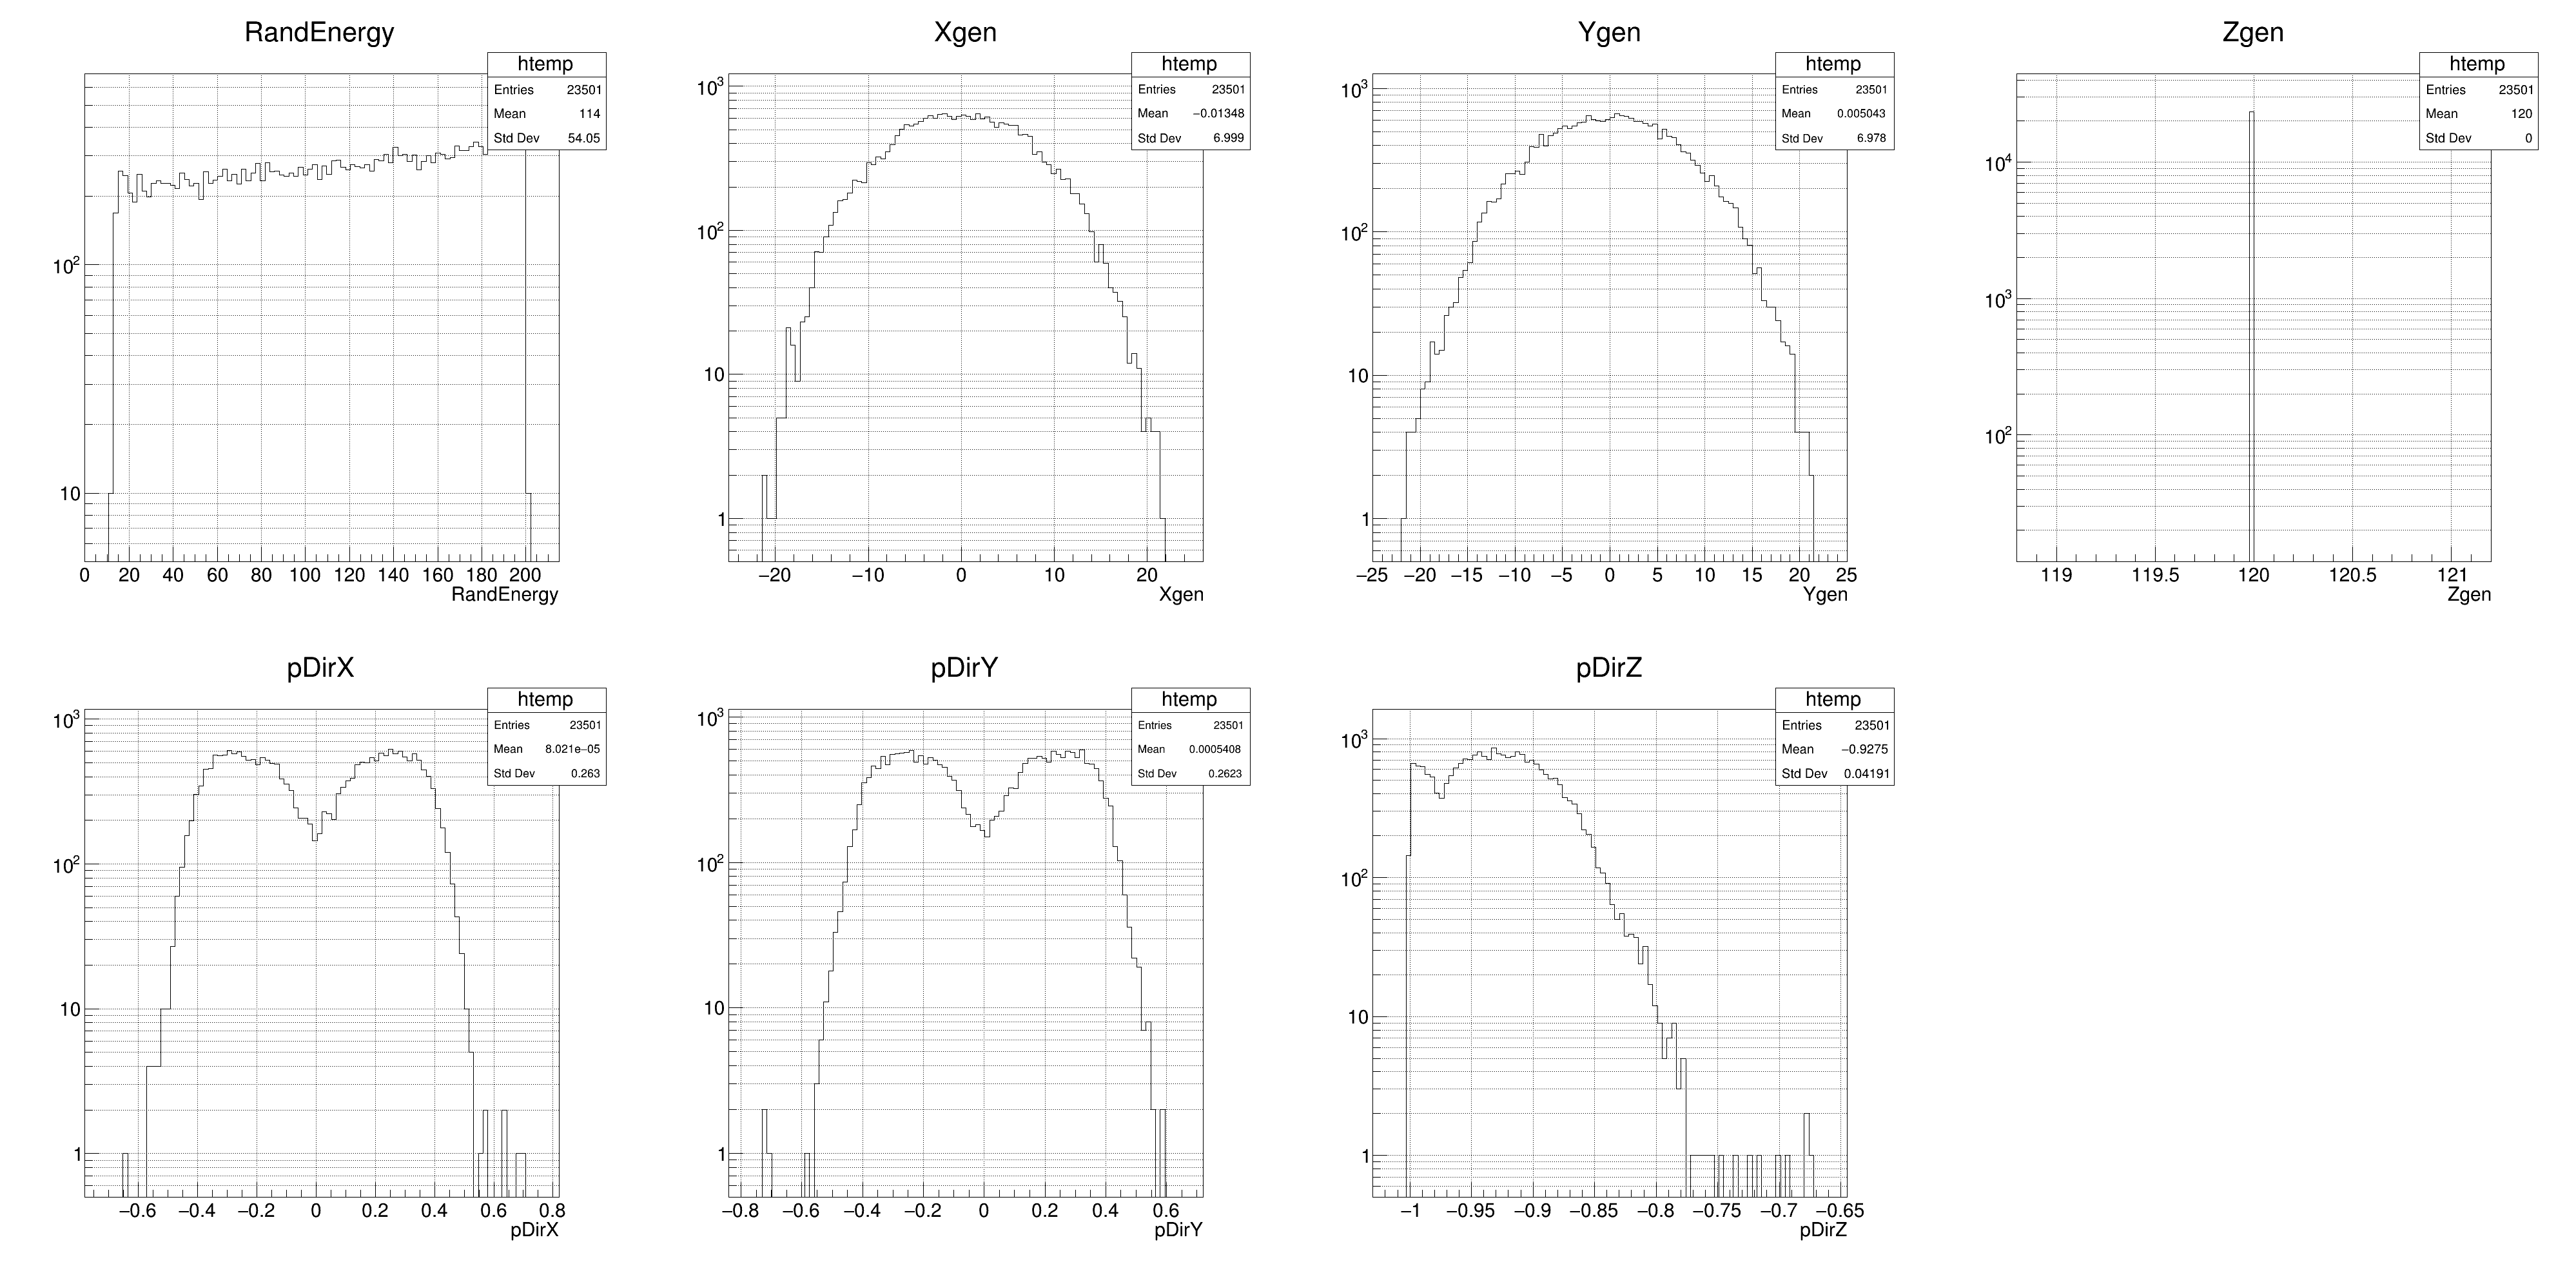 RandEnergy
htemp
Entries 23501
Mean 114
Std Dev 54.05
10²
10
0 20 40 60 80 100 120 140 160 180 200
RandEnergy
Xgen
htemp
Entries 23501
Mean −0.01348
Std Dev 6.999
10³
10²
10
1
−20 −10 0 10 20
Xgen
Ygen
htemp
Entries 23501
Mean 0.005043
Std Dev 6.978
10³
10²
10
1
−25 −20 −15 −10 −5 0 5 10 15 20 25
Ygen
Zgen
htemp
Entries 23501
Mean 120
Std Dev 0
10⁴
10³
10²
119 119.5 120 120.5 121
Zgen
pDirX
htemp
Entries 23501
Mean 8.021e−05
Std Dev 0.263
10³
10²
10
1
−0.6 −0.4 −0.2 0 0.2 0.4 0.6 0.8
pDirX
pDirY
htemp
Entries 23501
Mean 0.0005408
Std Dev 0.2623
10³
10²
10
1
−0.8 −0.6 −0.4 −0.2 0 0.2 0.4 0.6
pDirY
pDirZ
htemp
Entries 23501
Mean −0.9275
Std Dev 0.04191
10³
10²
10
1
−1 −0.95 −0.9 −0.85 −0.8 −0.75 −0.7 −0.65
pDirZ